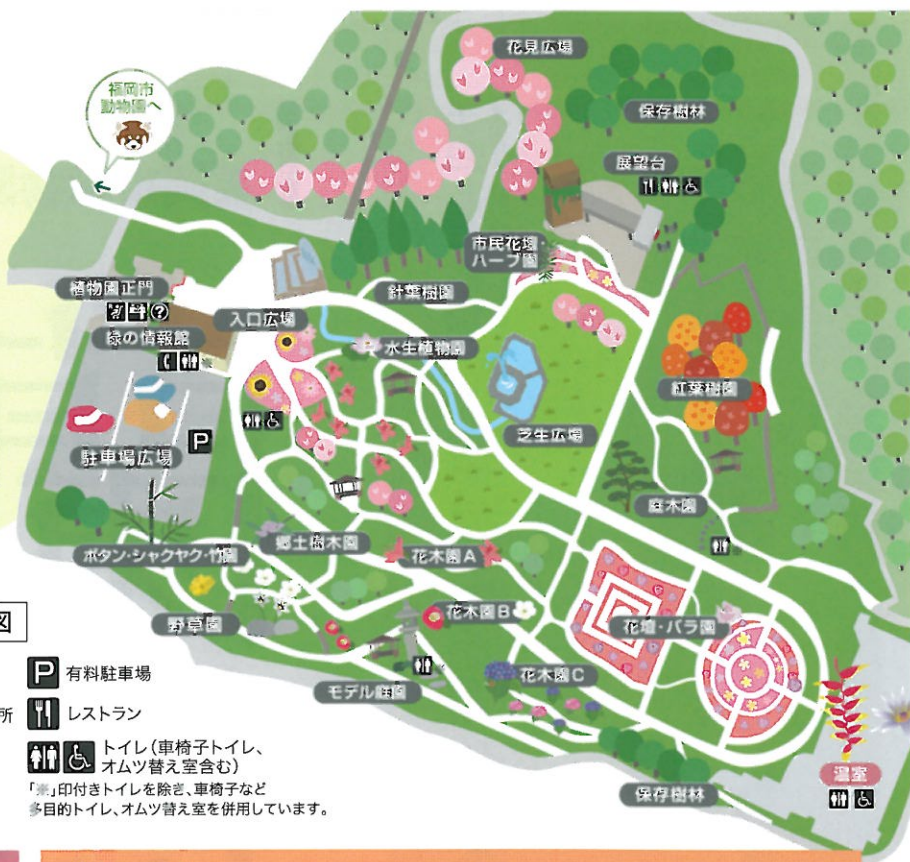 花見広場
福岡市
動物園へ
保存樹林
展望台
市民花壇・
ハーブ園
植物園正門
針葉樹園
入口広場
緑の情報館
水生植物園
紅葉樹園
芝生広場
駐車場広場
P
庭木園
郷土樹木園
ボタン・シャクヤク・竹園
花木園A
野草園
花木園B
花壇・バラ園
図
モデル庭園
花木園C
P 有料駐車場
所
レストラン
トイレ(車椅子トイレ、
オムツ替え室含む)
「※」印付きトイレを除き、車椅子など
多目的トイレ、オムツ替え室を併用しています。
温室
保存樹林